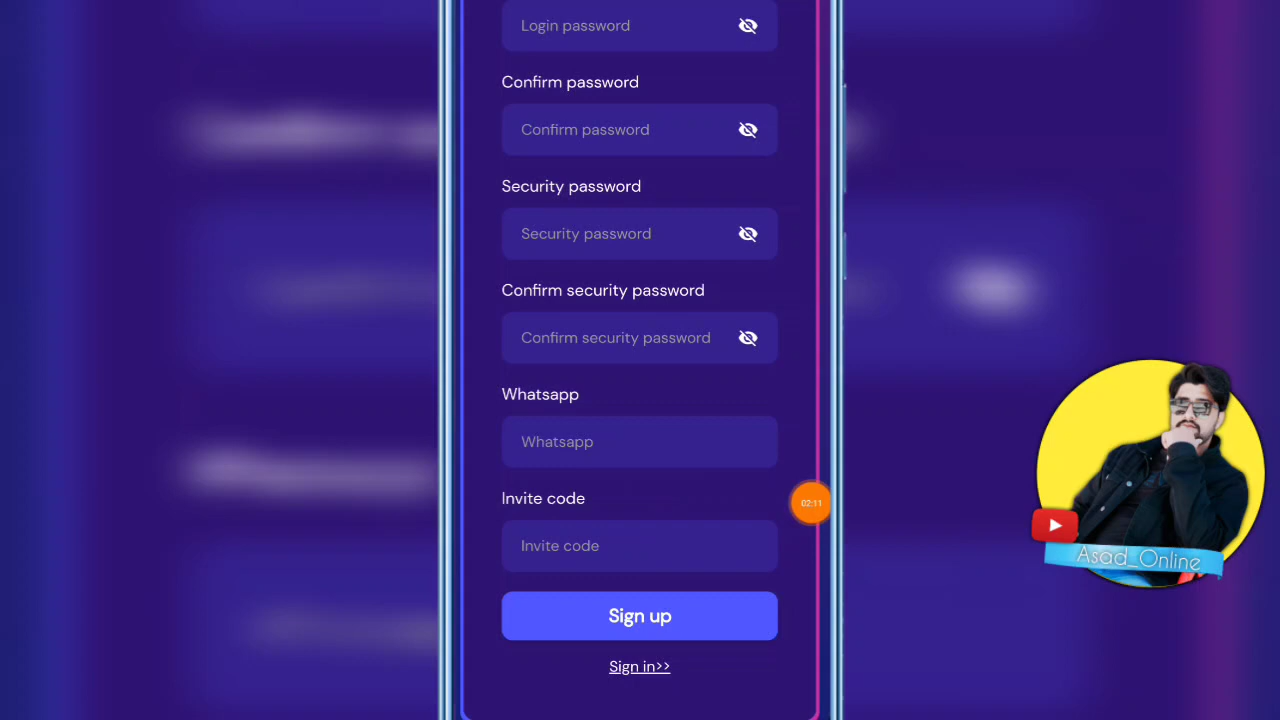 Login password
Confirm password
Confirm password
Security password
Security password
Confirm security password
Confirm security password
Whatsapp
Whatsapp
Invite code
Invite code
02:11
Sign up
Sign in>>
Asad_Online